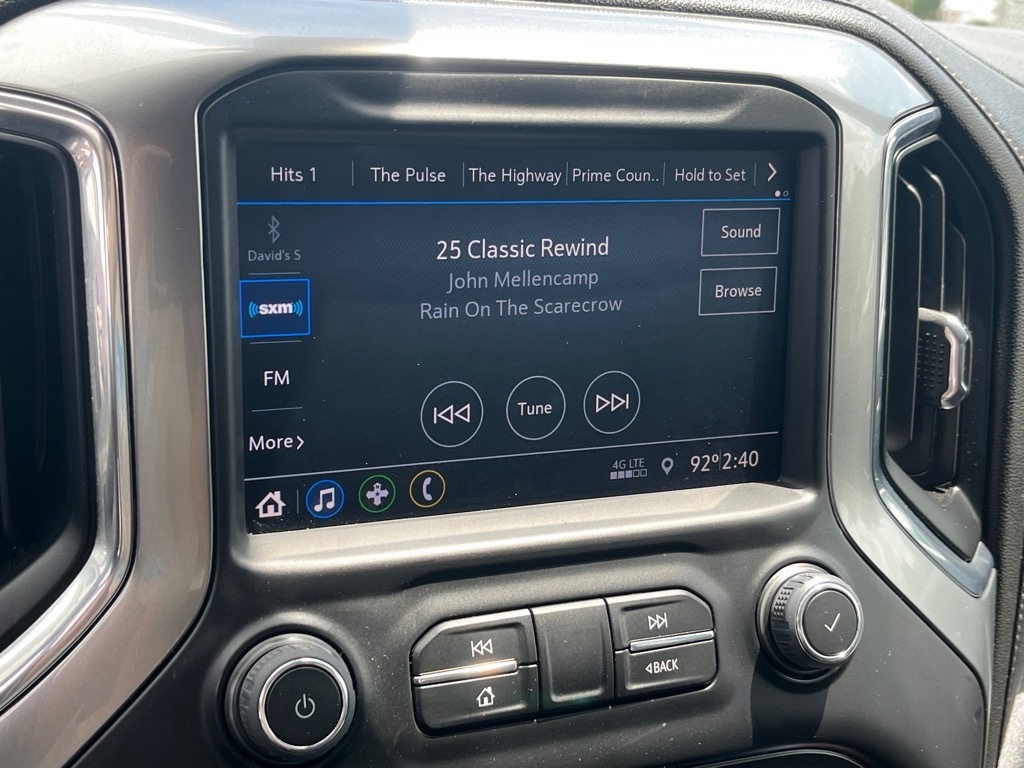 Hits 1
The Pulse
The Highway
Prime Coun..
Hold to Set
David's S
25 Classic Rewind
Sound
John Mellencamp
Browse
((sxm))
Rain On The Scarecrow
FM
Tune
More
4G LTE
92° 2:40
BACK